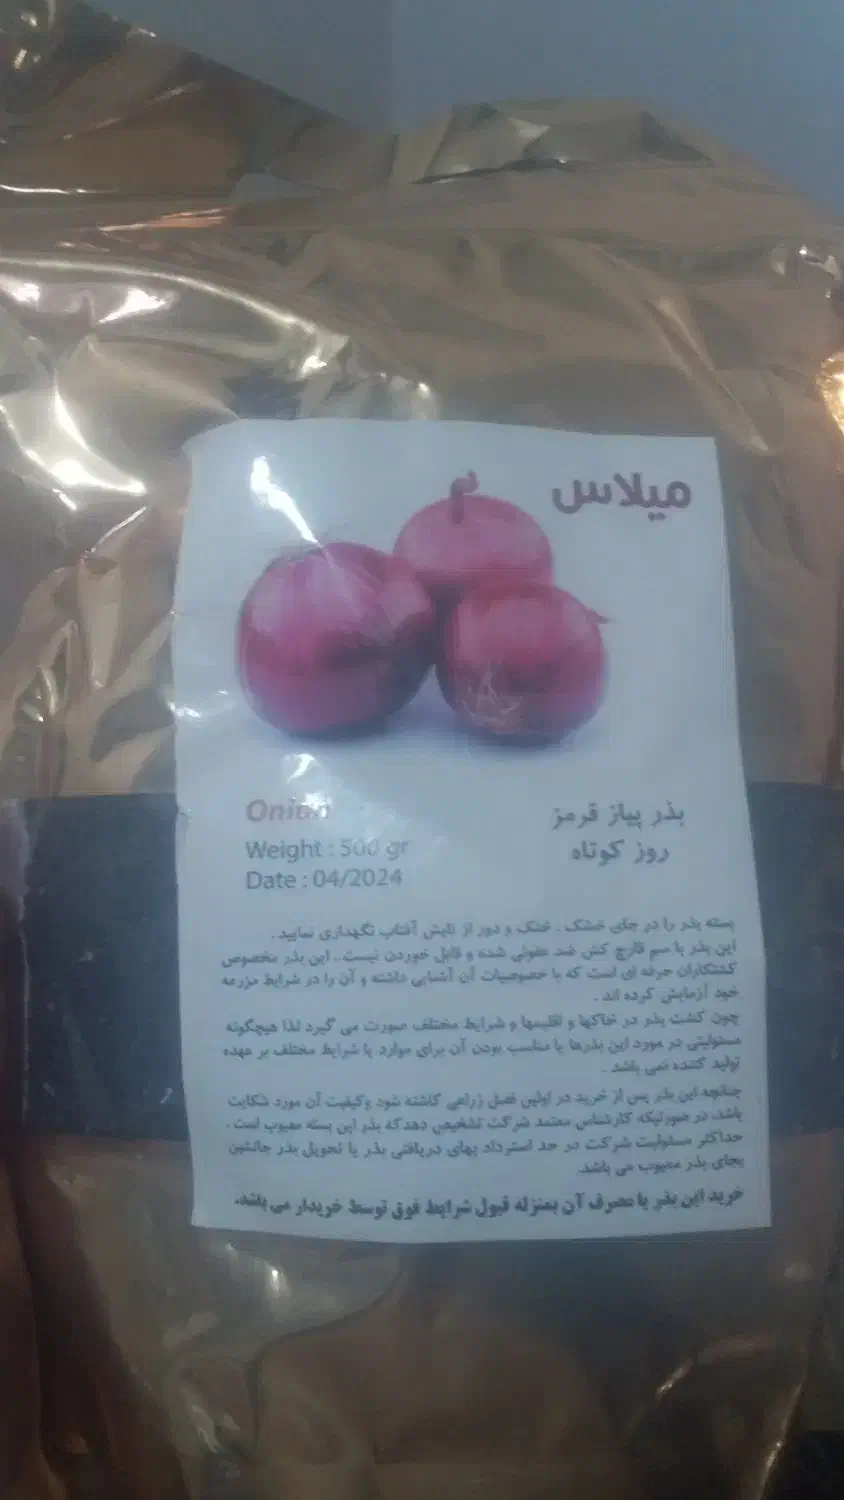 میلاس
Onion
Weight : 500 gr
Date : 04/2024
بذر پیاز قرمز
روز کوتاه
بسته بذر را در جای خشک . خنک و دور از تابش آفتاب نگهداری نمایید .
این بذر با سم قارچ کش ضد عفونی شده و قابل خوردن نیست . این بذر مخصوص
کشتکاران حرفه ای است که با خصوصیات آن آشنایی داشته و آن را در شرایط مزرعه
خود آزمایش کرده اند .
چون کشت بذر در خاکها و اقلیمها و شرایط مختلف صورت می گیرد لذا هیچگونه
مسئولیتی در مورد این بذرها یا مناسب بودن آن برای موارد یا شرایط مختلف بر عهده
تولید کننده نمی باشد .
چنانچه این بذر پس از خرید در اولین فصل زراعی کاشته شود وکیفیت آن مورد شکایت
باشد، در صورتیکه کارشناس معتمد شرکت تشخیص دهدکه بذر این بسته معیوب است .
حداکثر مسئولیت شرکت در حد استرداد بهای دریافتی بذر یا تحویل بذر جانشین
بجای بذر معیوب می باشد.
خرید این بذر یا مصرف آن بمنزله قبول شرایط فوق توسط خریدار می باشد.